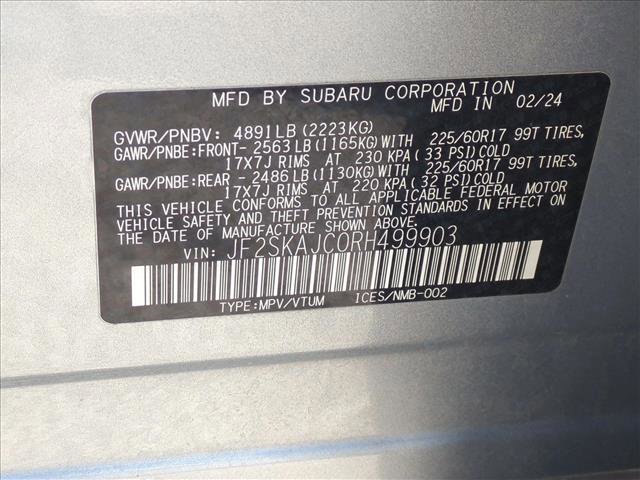 MFD BY SUBARU CORPORATION
MFD IN 02/24
GVWR/PNBV: 4891LB(2223KG)
GAWR/PNBE:FRONT- 2563 LB(1165KG)WITH 225/60R17 99T TIRES,
17X7J RIMS AT 230 KPA(33 PSI)COLD
GAWR/PNBE:REAR - 2486 LB(1130KG)WITH 225/60R17 99T TIRES,
17X7J RIMS AT 220 KPA(32 PSI)COLD
THIS VEHICLE CONFORMS TO ALL APPLICABLE FEDERAL MOTOR
VEHICLE SAFETY AND THEFT PREVENTION STANDARDS IN EFFECT ON
THE DATE OF MANUFACTURE SHOWN ABOVE.
VIN: JF2SKAJC0RH499903
TYPE:MPV/VTUM ICES/NMB-002